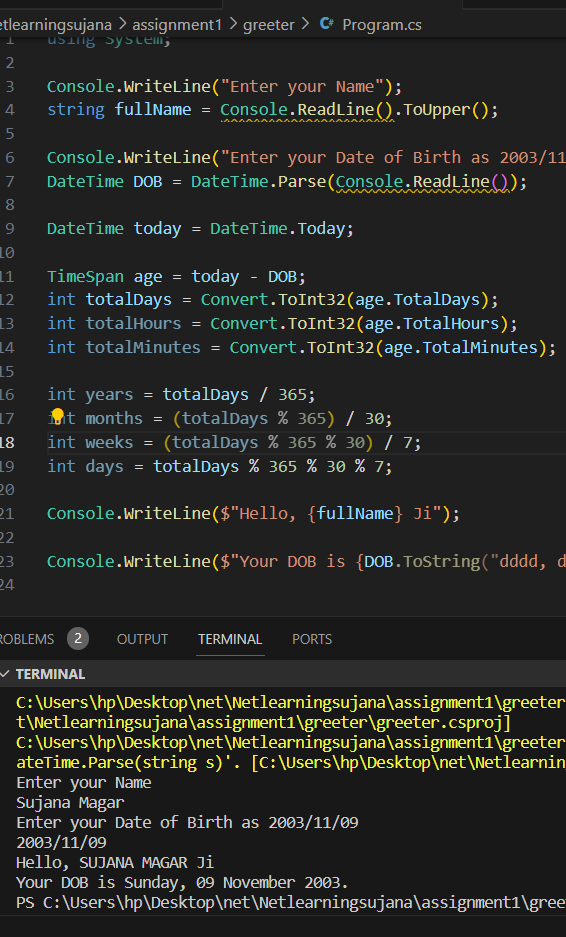 etlearningsujana > assignment1 > greeter > C# Program.cs
1 using System;
2
3 Console.WriteLine("Enter your Name");
4 string fullName = Console.ReadLine().ToUpper();
5
6 Console.WriteLine("Enter your Date of Birth as 2003/11
7 DateTime DOB = DateTime.Parse(Console.ReadLine());
8
9 DateTime today = DateTime.Today;
10
11 TimeSpan age = today - DOB;
12 int totalDays = Convert.ToInt32(age.TotalDays);
13 int totalHours = Convert.ToInt32(age.TotalHours);
14 int totalMinutes = Convert.ToInt32(age.TotalMinutes);
15
16 int years = totalDays / 365;
17 int months = (totalDays % 365) / 30;
18 int weeks = (totalDays % 365 % 30) / 7;
19 int days = totalDays % 365 % 30 % 7;
20
21 Console.WriteLine($"Hello, {fullName} Ji");
22
23 Console.WriteLine($"Your DOB is {DOB.ToString("dddd, d
24
ROBLEMS 2 OUTPUT TERMINAL PORTS
TERMINAL
C:\Users\hp\Desktop\net\Netlearningsujana\assignment1\greeter
t\Netlearningsujana\assignment1\greeter\greeter.csproj]
C:\Users\hp\Desktop\net\Netlearningsujana\assignment1\greeter
ateTime.Parse(string s)'. [C:\Users\hp\Desktop\net\Netlearnin
Enter your Name
Sujana Magar
Enter your Date of Birth as 2003/11/09
2003/11/09
Hello, SUJANA MAGAR Ji
Your DOB is Sunday, 09 November 2003.
PS C:\Users\hp\Desktop\net\Netlearningsujana\assignment1\gree